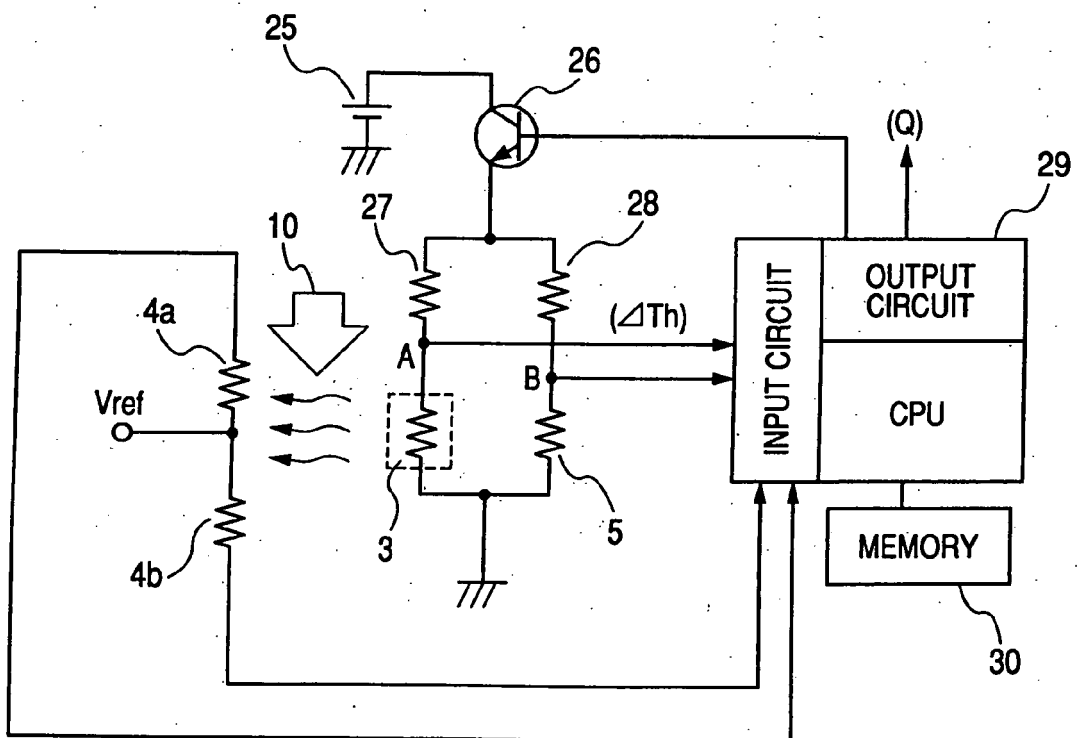 25
26
(Q)
29
27
28
10
4a
(⊿Th)
INPUT CIRCUIT
OUTPUT
CIRCUIT
A
Vref
B
CPU
3
5
4b
MEMORY
30